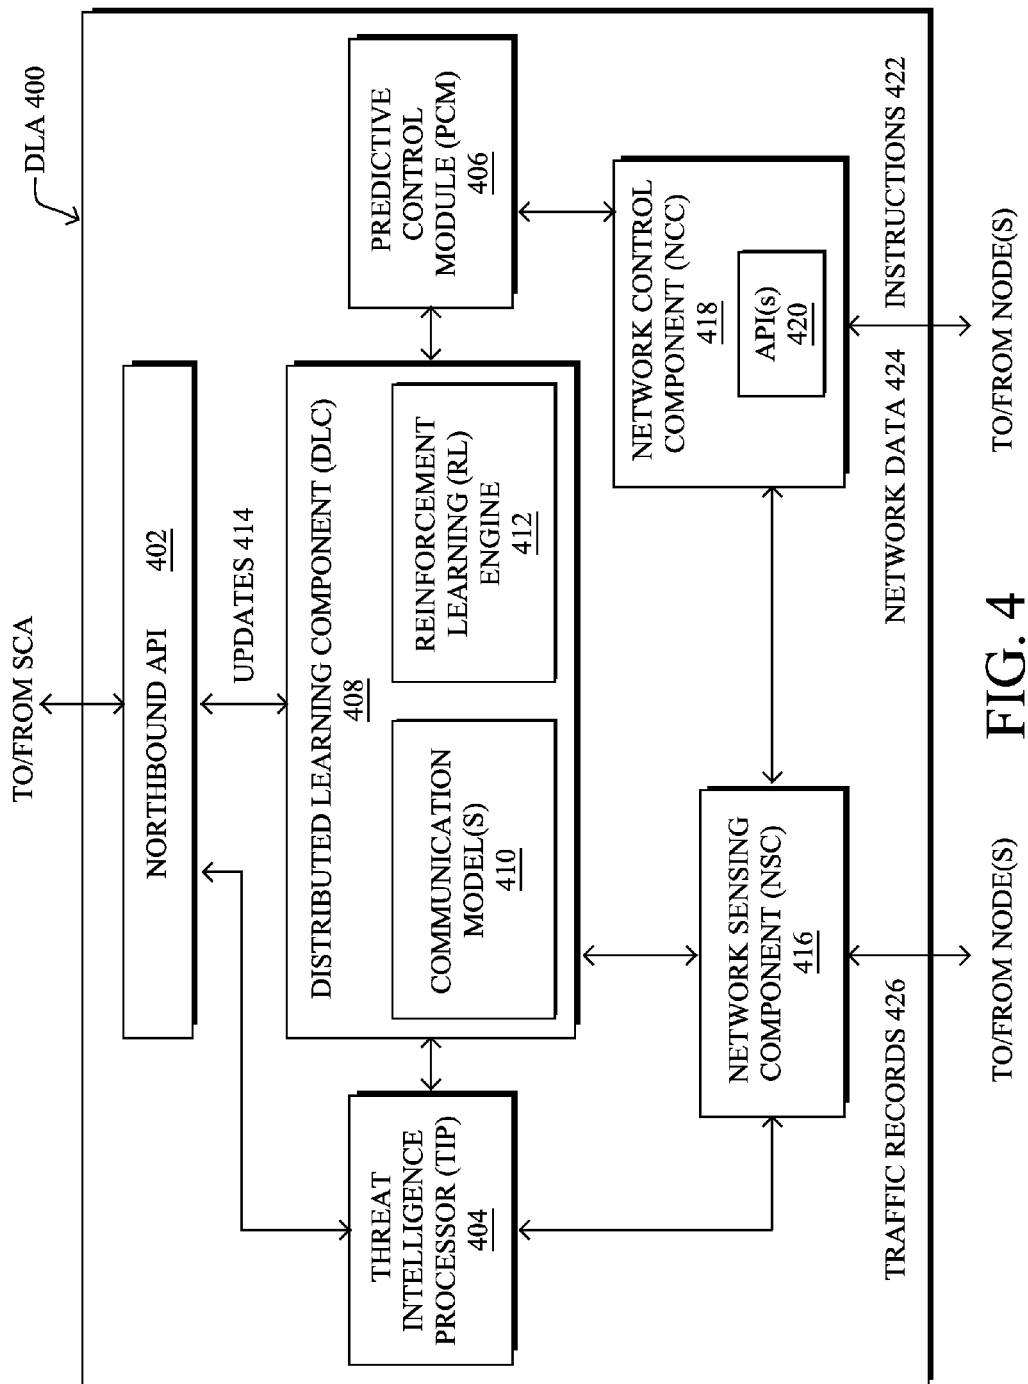 DLA 400
TO/FROM SCA
NORTHBOUND API
402
UPDATES 414
DISTRIBUTED LEARNING COMPONENT (DLC)
408
COMMUNICATION
MODEL(S)
410
REINFORCEMENT
LEARNING (RL)
ENGINE
412
THREAT
INTELLIGENCE
PROCESSOR (TIP)
404
PREDICTIVE
CONTROL
MODULE (PCM)
406
NETWORK SENSING
COMPONENT (NSC)
416
NETWORK CONTROL
COMPONENT (NCC)
418
API(s)
420
TRAFFIC RECORDS 426
NETWORK DATA 424
INSTRUCTIONS 422
TO/FROM NODE(S)
TO/FROM NODE(S)
FIG. 4